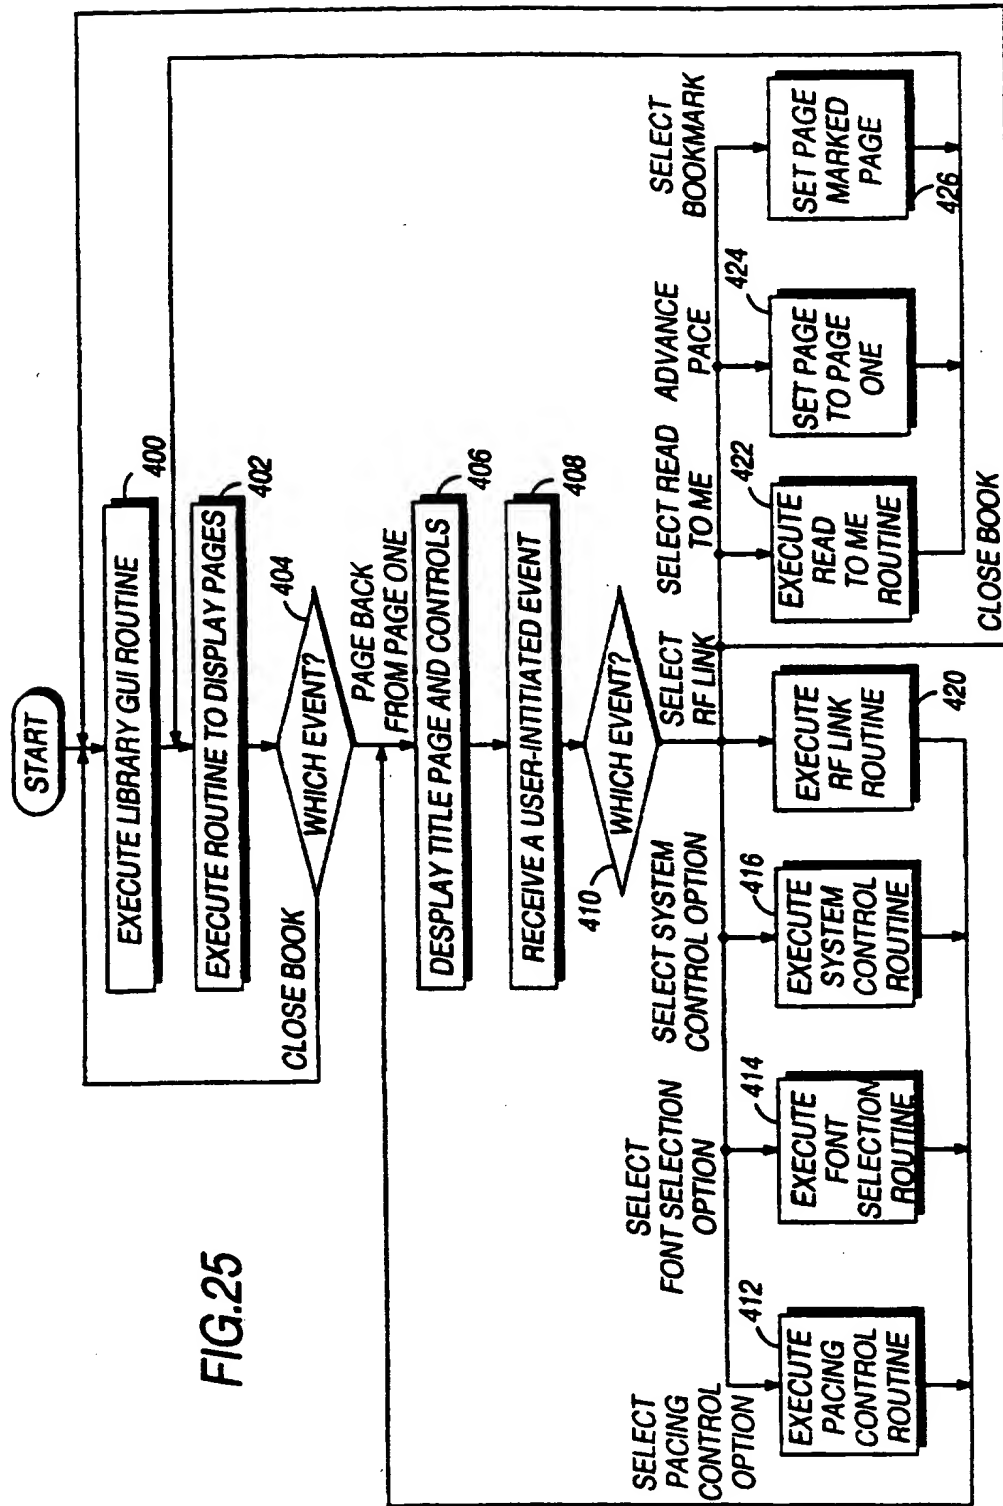 FIG.25
START
EXECUTE LIBRARY GUI ROUTINE
400
EXECUTE ROUTINE TO DISPLAY PAGES
402
WHICH EVENT?
404
CLOSE BOOK
PAGE BACK
FROM PAGE ONE
DESPLAY TITLE PAGE AND CONTROLS
406
RECEIVE A USER-INTITIATED EVENT
408
WHICH EVENT?
410
SELECT
PACING
CONTROL
OPTION
SELECT
FONT SELECTION
OPTION
SELECT SYSTEM
CONTROL OPTION
SELECT
RF LINK
SELECT READ
TO ME
ADVANCE
PACE
SELECT
BOOKMARK
EXECUTE
PACING
CONTROL
ROUTINE
412
EXECUTE
FONT
SELECTION
ROUTINE
414
EXECUTE
SYSTEM
CONTROL
ROUTINE
416
EXECUTE
RF LINK
ROUTINE
420
EXECUTE
READ
TO ME
ROUTINE
422
SET PAGE
TO PAGE
ONE
424
SET PAGE
MARKED
PAGE
426
CLOSE BOOK